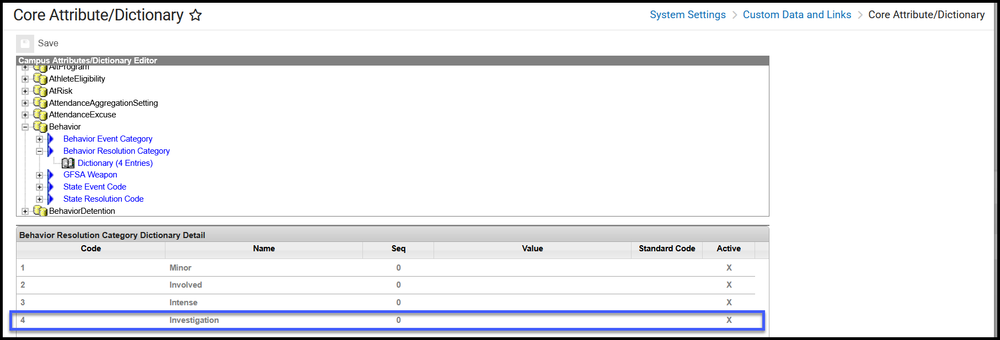 Core Attribute/Dictionary
System Settings > Custom Data and Links > Core Attribute/Dictionary
Save
Campus Attributes/Dictionary Editor
AltProgram
AthleteEligibility
AtRisk
AttendanceAggregationSetting
AttendanceExcuse
Behavior
Behavior Event Category
Behavior Resolution Category
Dictionary (4 Entries)
GFSA Weapon
State Event Code
State Resolution Code
BehaviorDetention
Behavior Resolution Category Dictionary Detail
Code Name Seq Value Standard Code Active
1 Minor 0 X
2 Involved 0 X
3 Intense 0 X
4 Investigation 0 X